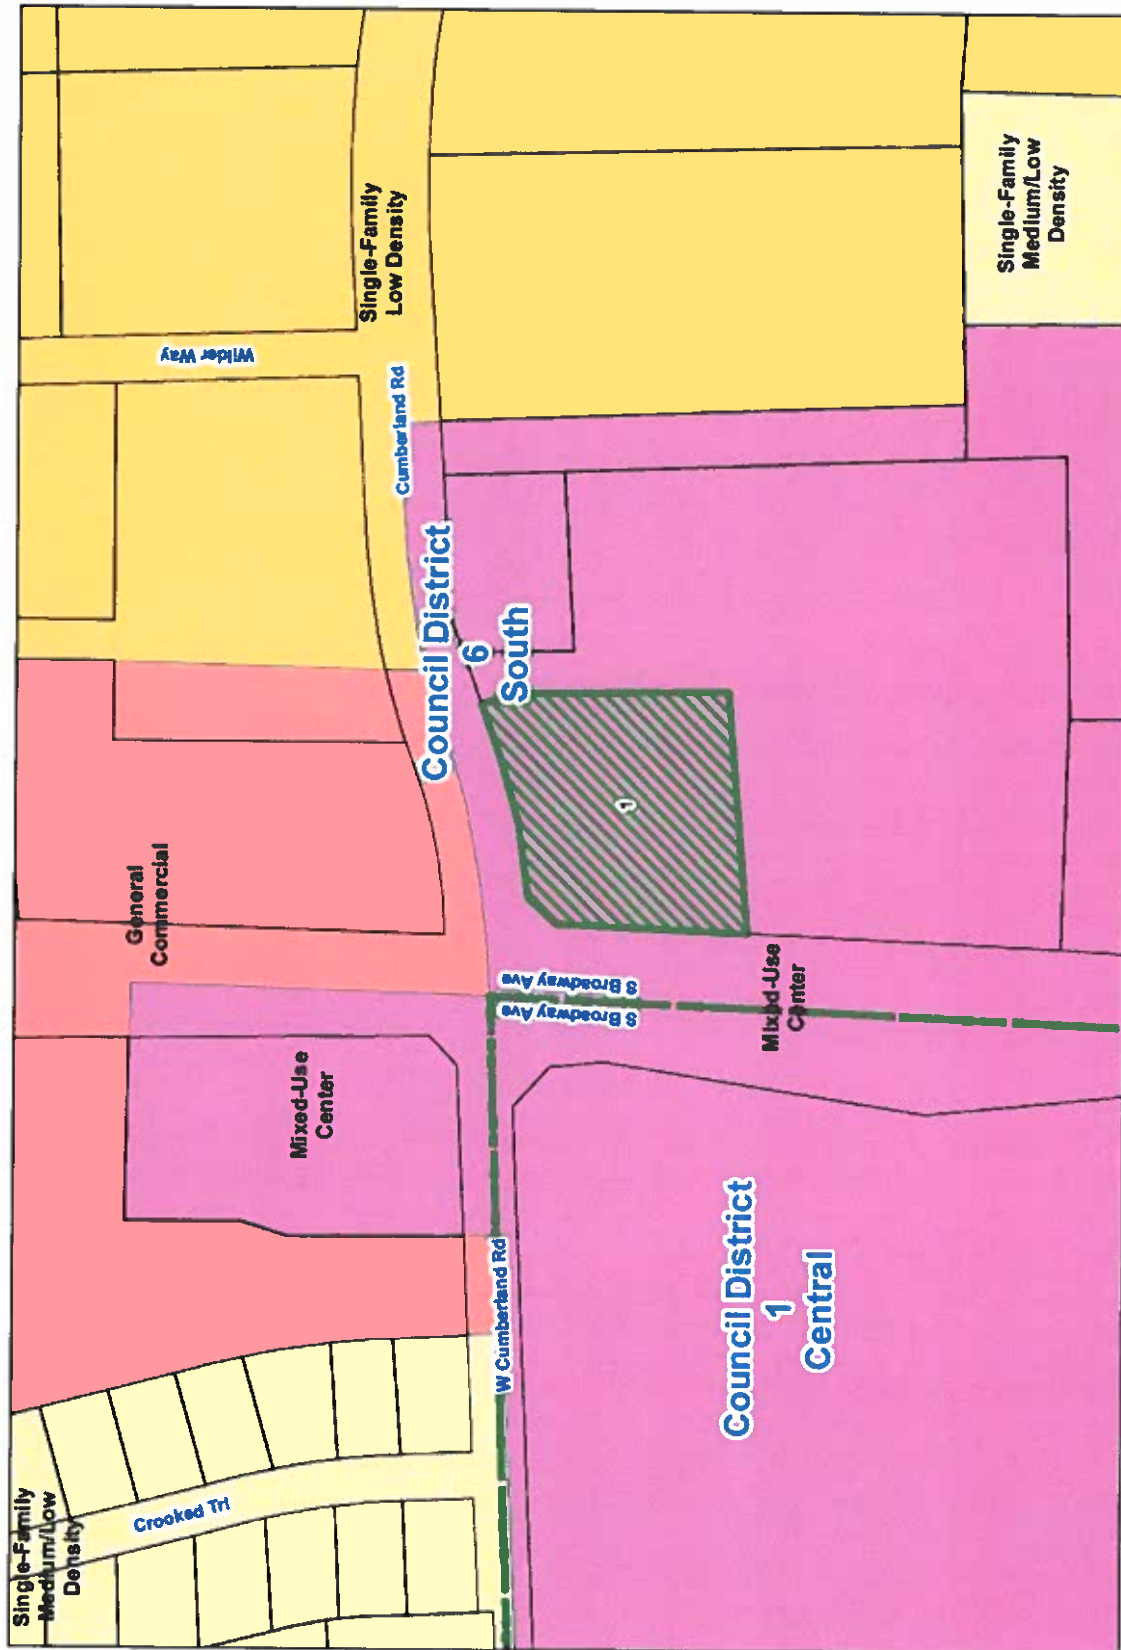 Single-Family
Medium/Low
Density
Crooked Trl
General
Commercial
Mixed-Use
Center
Wilder Way
Single-Family
Low Density
Cumberland Rd
Council District
6
South
W Cumberland Rd
S Broadway Ave
S Broadway Ave
1
Mixed-Use
Center
Council District
1
Central
Single-Family
Medium/Low
Density